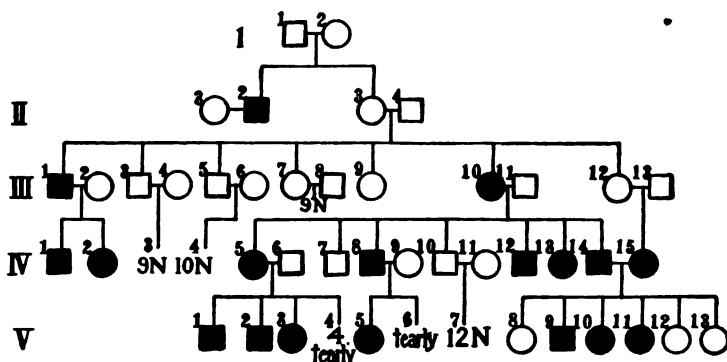 I 1 2
II 2 2 3 4
III 1 2 3 4 5 6 7 8 9 10 11 12 13
9N
IV 1 2 3 4 5 6 7 8 9 10 11 12 13 14 15
9N 10N
V 1 2 3 4 5 6 7 8 9 10 11 12 13
4 tearly tearly 12N